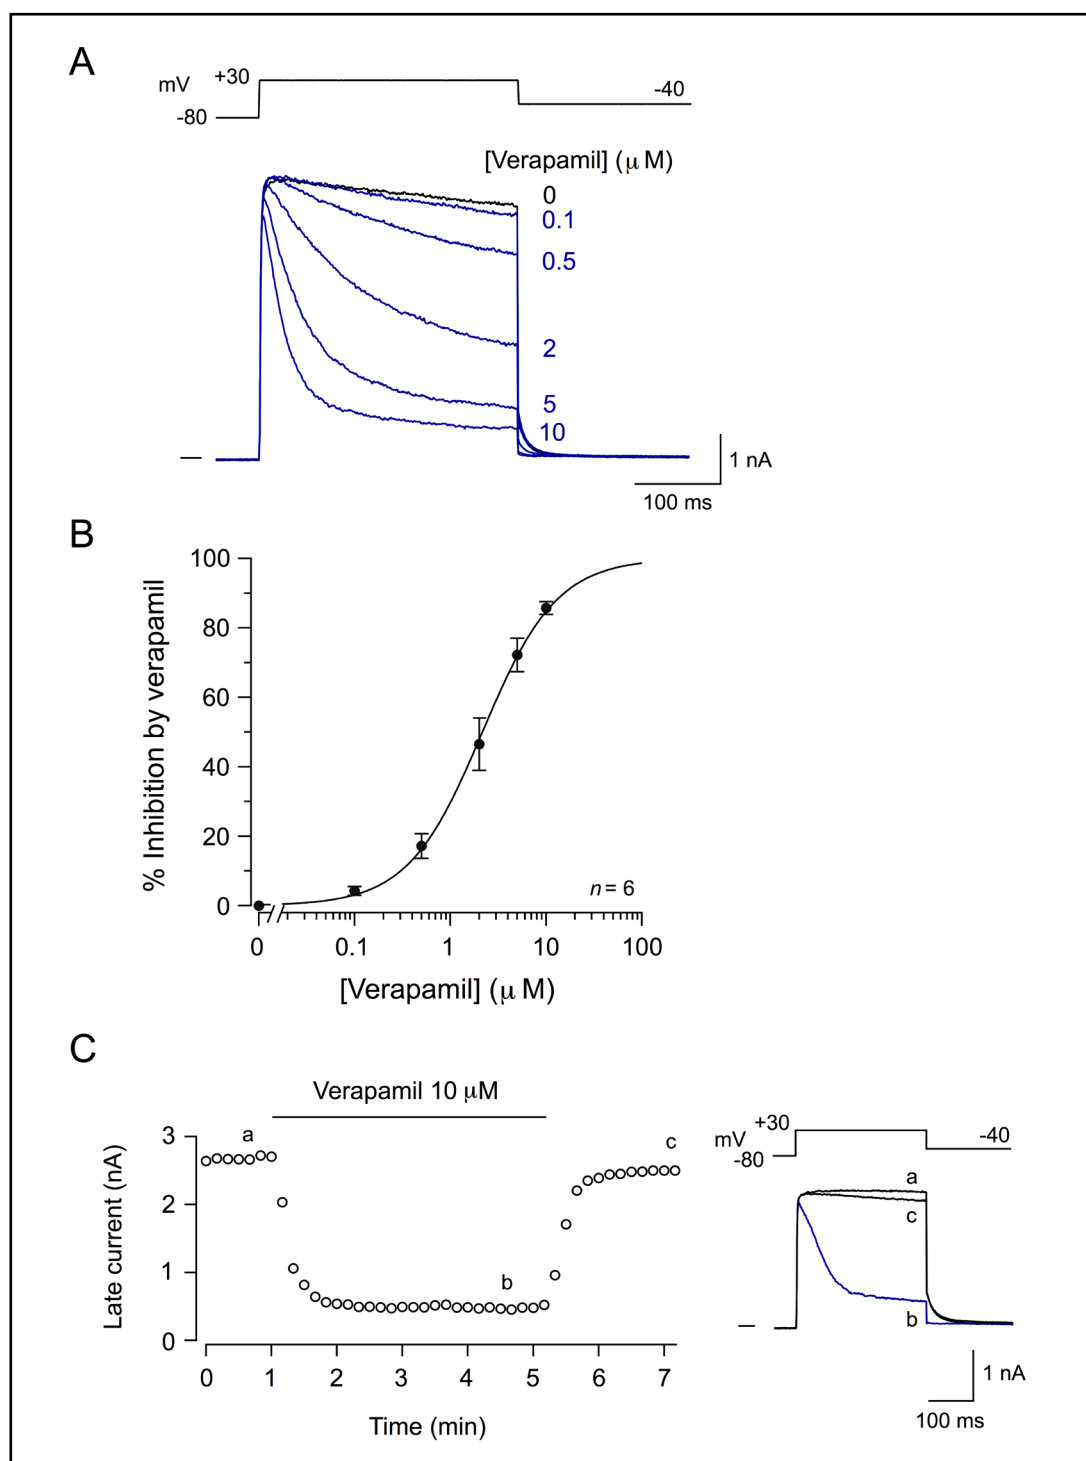 A
mV
+30
-80
-40
[Verapamil] (μ M)
0
0.1
0.5
2
5
10
1 nA
100 ms
B
% Inhibition by verapamil
100
80
60
40
20
0
n = 6
0 0.1 1 10 100
[Verapamil] (μ M)
C
Verapamil 10 μM
Late current (nA)
3
2
1
0
a
b
c
0 1 2 3 4 5 6 7
Time (min)
mV
+30
-80
-40
a
c
b
1 nA
100 ms